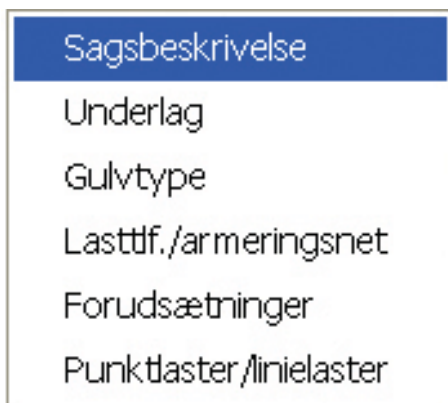 Sagsbeskrivelse
Underlag
Gulvtype
Lasttlf./armeringsnet
Forudsætninger
Punktlaster/linielaster